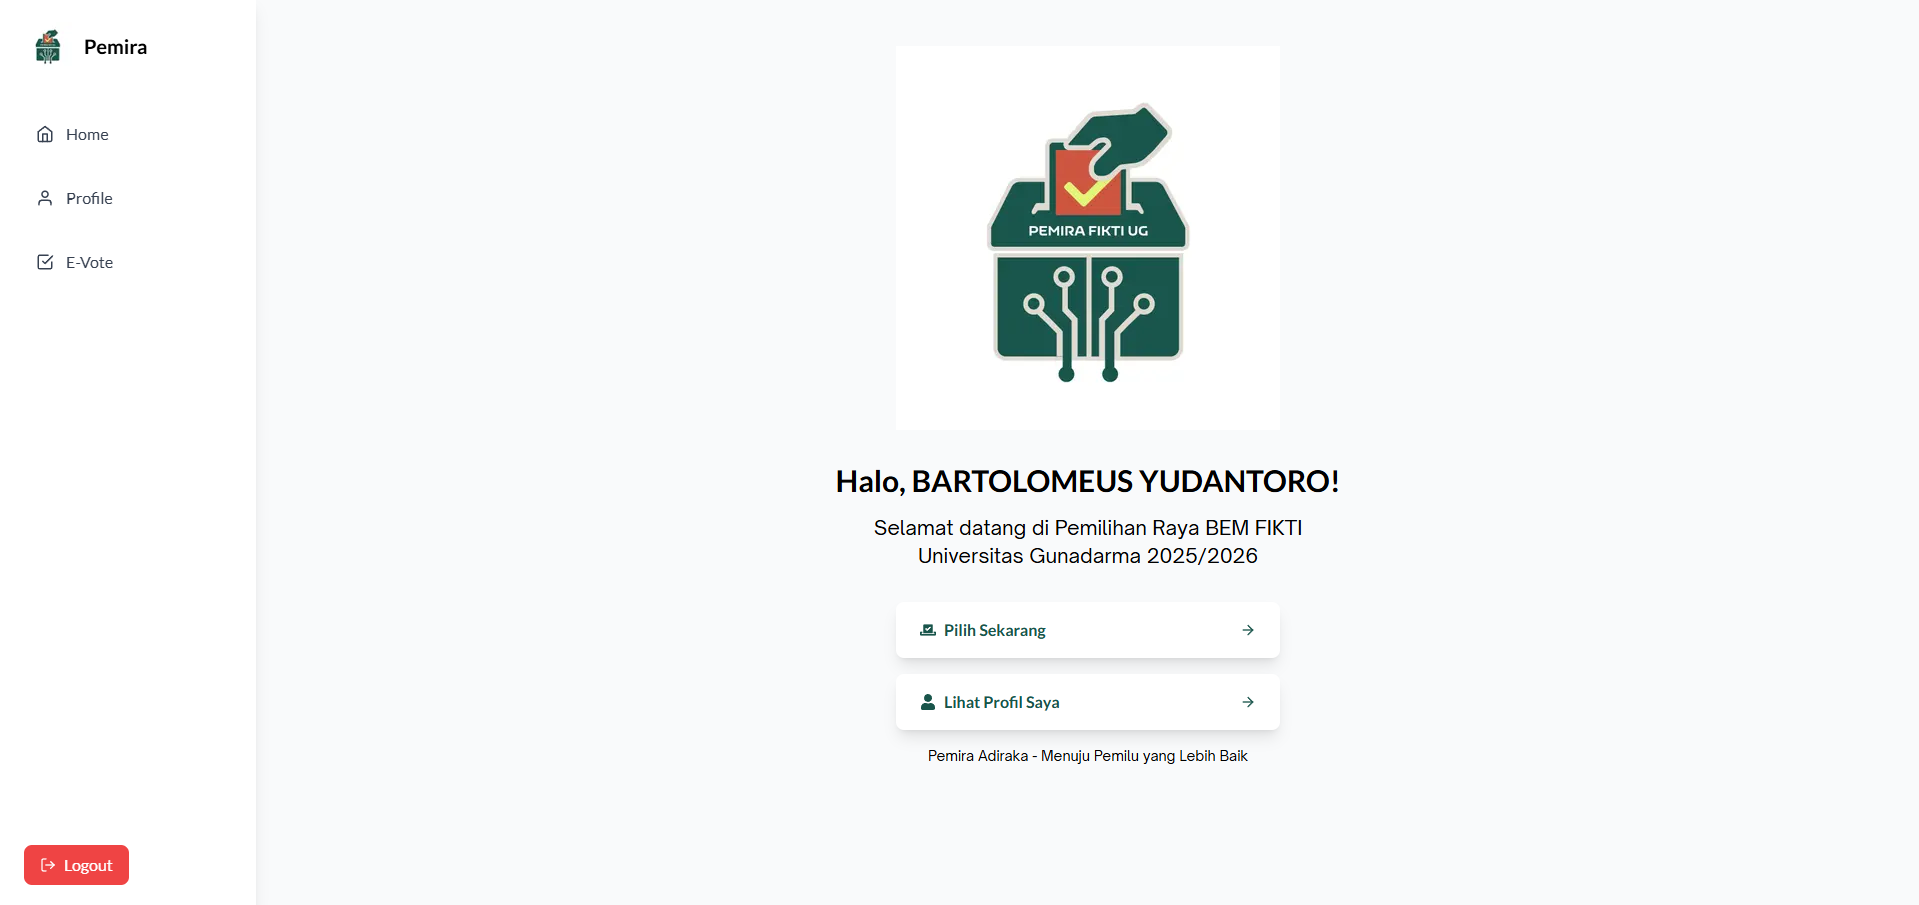 Pemira
Home
Profile
E-Vote
Logout
PEMIRA FIKTI UG
Halo, BARTOLOMEUS YUDANTORO!
Selamat datang di Pemilihan Raya BEM FIKTI
Universitas Gunadarma 2025/2026
Pilih Sekarang
Lihat Profil Saya
Pemira Adiraka - Menuju Pemilu yang Lebih Baik